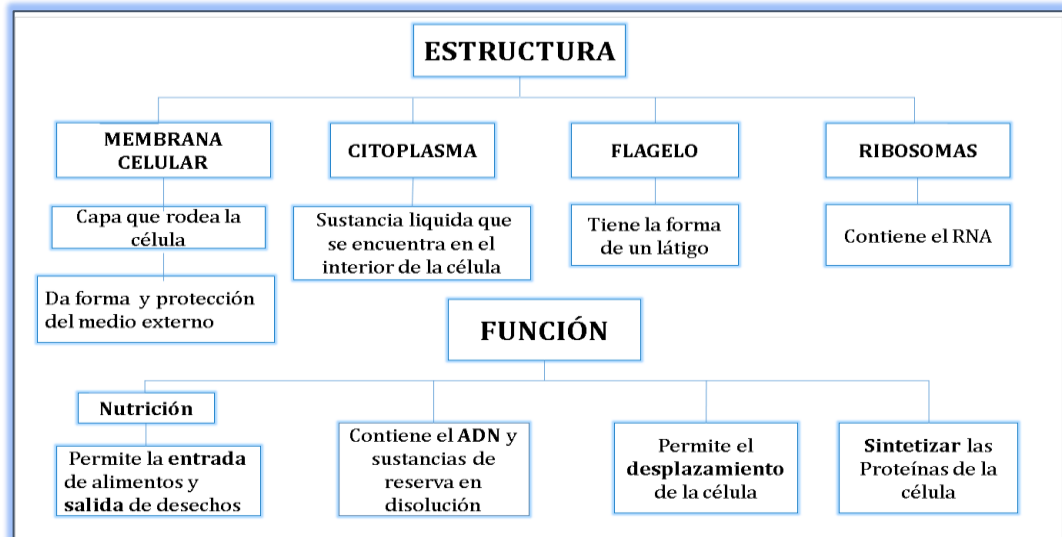 ESTRUCTURA
MEMBRANA
CELULAR
CITOPLASMA
FLAGELO
RIBOSOMAS
Capa que rodea la
célula
Sustancia liquida que
se encuentra en el
interior de la célula
Tiene la forma
de un látigo
Contiene el RNA
Da forma y protección
del medio externo
FUNCIÓN
Nutrición
Permite la entrada
de alimentos y
salida de desechos
Contiene el ADN y
sustancias de
reserva en
disolución
Permite el
desplazamiento
de la célula
Sintetizar las
Proteínas de la
célula